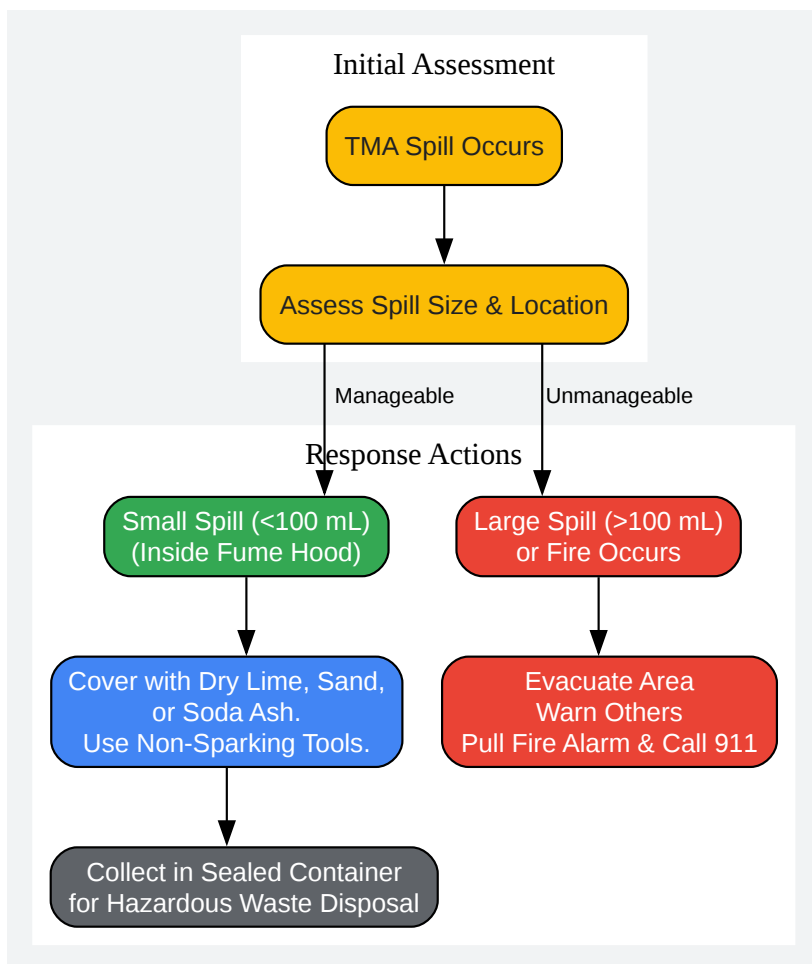 Initial Assessment
TMA Spill Occurs
Assess Spill Size & Location
Manageable
Unmanageable
Response Actions
Small Spill (<100 mL)
(Inside Fume Hood)
Large Spill (>100 mL)
or Fire Occurs
Cover with Dry Lime, Sand,
or Soda Ash.
Use Non-Sparking Tools.
Evacuate Area
Warn Others
Pull Fire Alarm & Call 911
Collect in Sealed Container
for Hazardous Waste Disposal